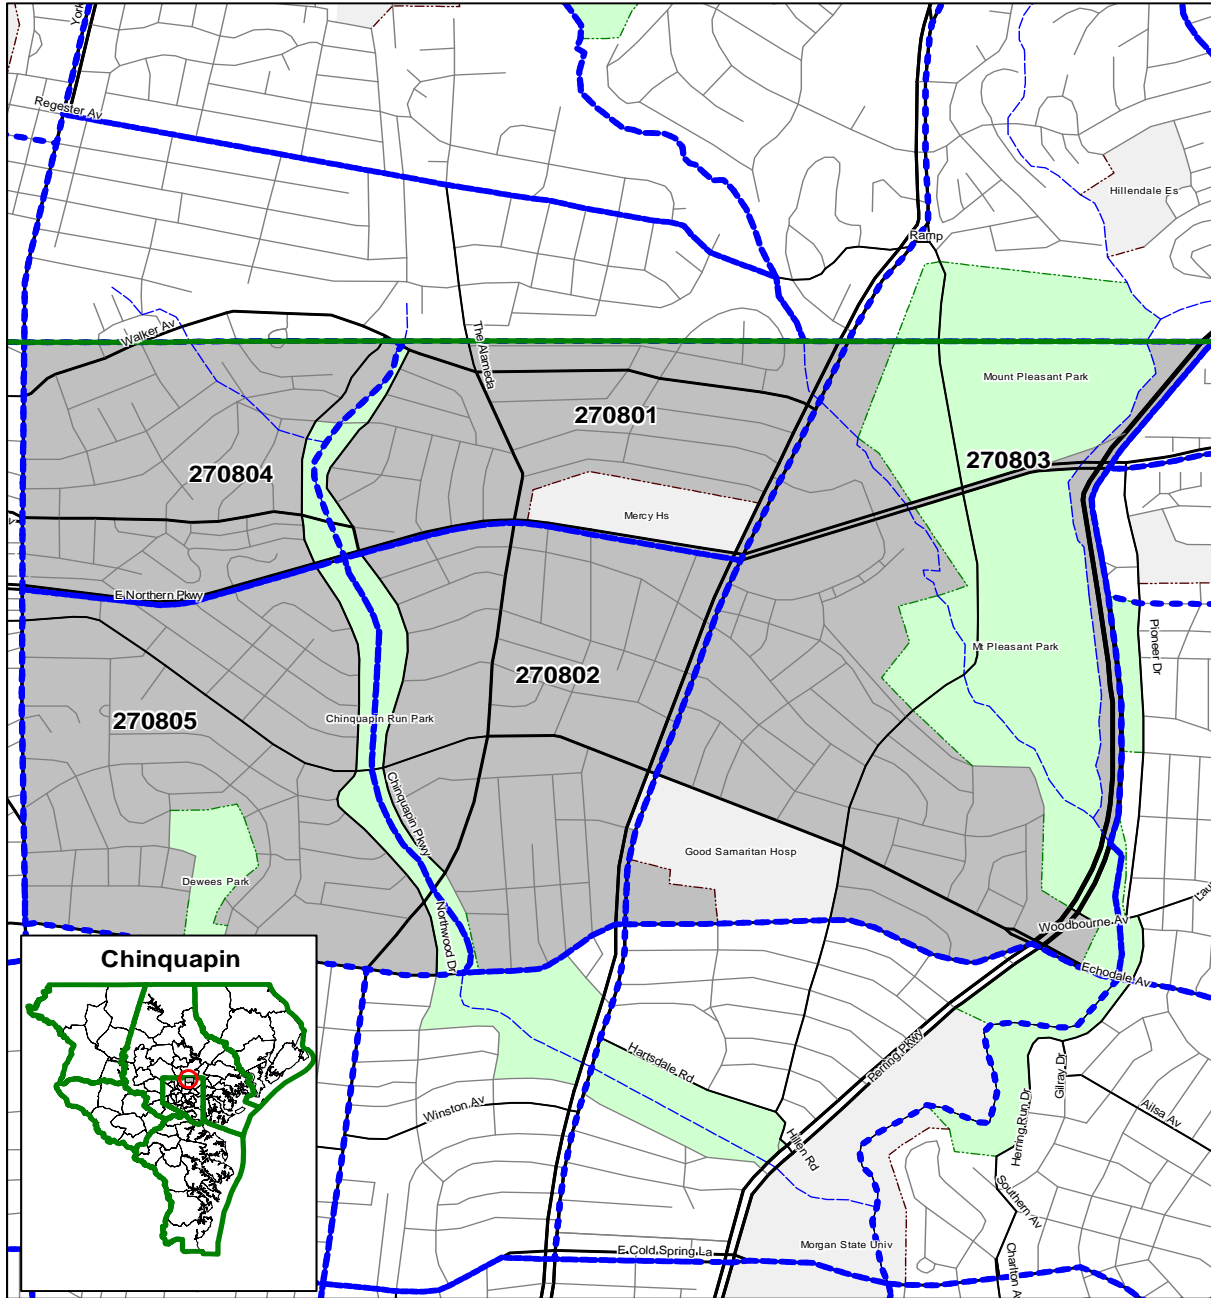 York
Regester Av
Hillendale Es
Ramp
Walker Av
The Alameda
Mount Pleasant Park
270801
270803
270804
Mercy Hs
E Northern Pkwy
Pioneer Dr
Mt Pleasant Park
270802
270805
Chinquapin Run Park
Chinquapin Pkwy
Good Samaritan Hosp
Dewees Park
Northwood Dr
Woodbourne Av
Echodale Av
Chinquapin
Hartsdale Rd
Perring Pkwy
Gilray Dr
Winston Av
Herring Run Dr
Ailsa Av
Hillen Rd
Southern Av
Morgan State Univ
E Cold Spring La
Charlton A